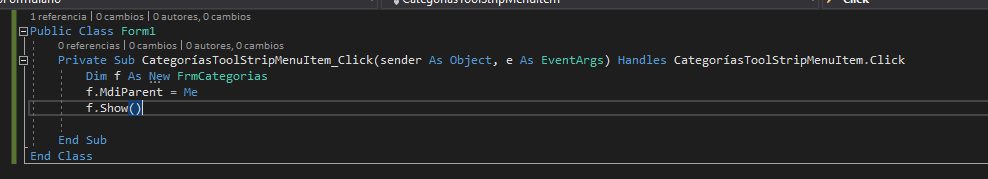 CategoríasToolStripMenuItem
Click
1 referencia | 0 cambios | 0 autores, 0 cambios
Public Class Form1
0 referencias | 0 cambios | 0 autores, 0 cambios
Private Sub CategoríasToolStripMenuItem_Click(sender As Object, e As EventArgs) Handles CategoríasToolStripMenuItem.Click
Dim f As New FrmCategorias
f.MdiParent = Me
f.Show()
End Sub
End Class